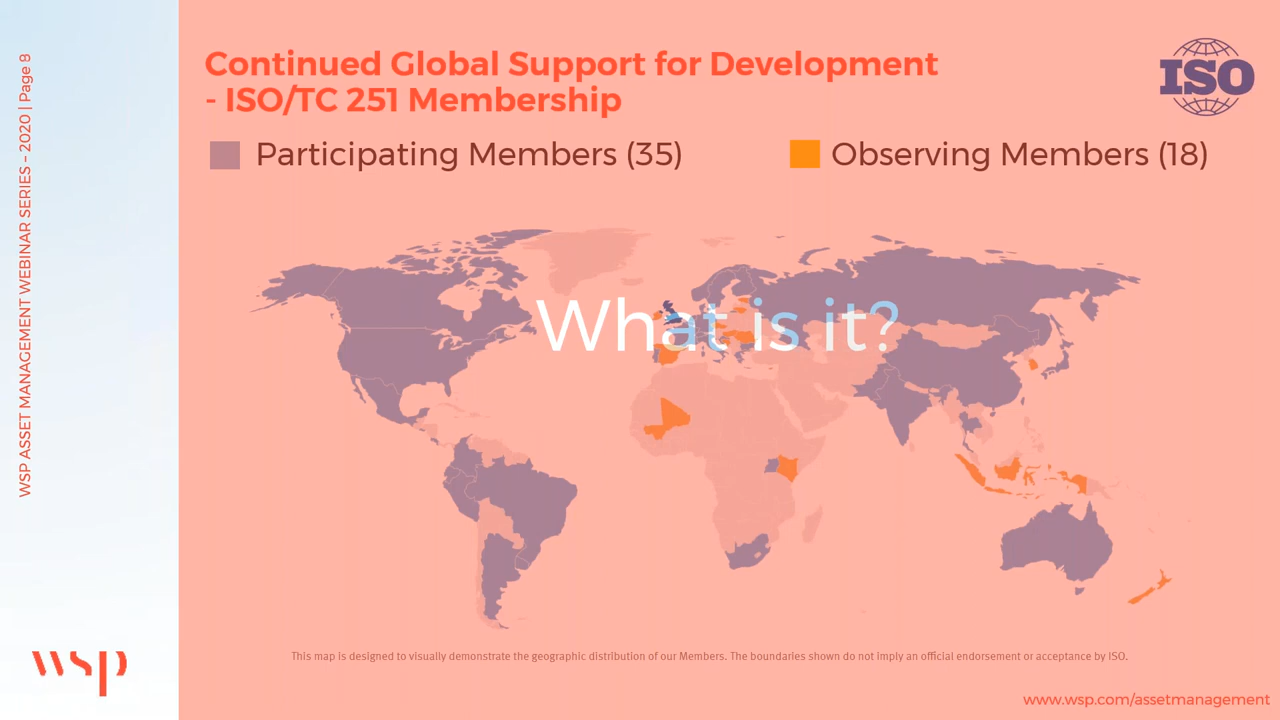 WSP ASSET MANAGEMENT WEBINAR SERIES – 2020 | Page 8
Continued Global Support for Development
- ISO/TC 251 Membership
ISO
Participating Members (35)
Observing Members (18)
What is it?
This map is designed to visually demonstrate the geographic distribution of our Members. The boundaries shown do not imply an official endorsement or acceptance by ISO.
wsp
www.wsp.com/assetmanagement